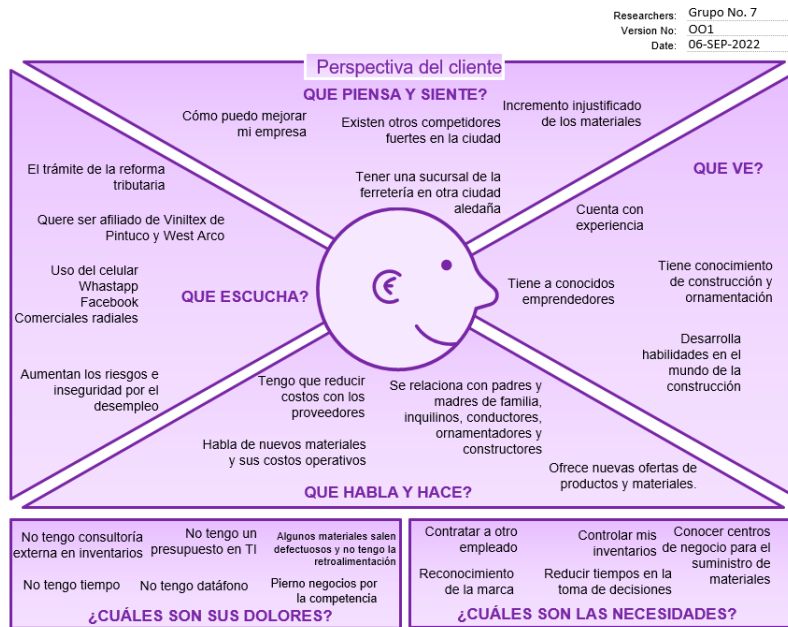 Researchers: Grupo No. 7
Version No: OO1
Date: 06-SEP-2022
Perspectiva del cliente
QUE PIENSA Y SIENTE?
Cómo puedo mejorar
mi empresa
Existen otros competidores
fuertes en la ciudad
Incremento injustificado
de los materiales
Tener una sucursal de la
ferretería en otra ciudad
aledaña
El trámite de la reforma
tributaria
Quere ser afiliado de Viniltex de
Pintuco y West Arco
Uso del celular
Whastapp
Facebook
Comerciales radiales
QUE ESCUCHA?
Aumentan los riesgos e
inseguridad por el
desempleo
QUE VE?
Cuenta con
experiencia
Tiene a conocidos
emprendedores
Tiene conocimiento
de construcción y
ornamentación
Desarrolla
habilidades en el
mundo de la
construcción
Tengo que reducir
costos con los
proveedores
Se relaciona con padres y
madres de familia,
inquilinos, conductores,
ornamentadores y
constructores
Habla de nuevos materiales
y sus costos operativos
Ofrece nuevas ofertas de
productos y materiales.
QUE HABLA Y HACE?
No tengo consultoría
externa en inventarios
No tengo un
presupuesto en TI
Algunos materiales salen
defectuosos y no tengo la
retroalimentación
No tengo tiempo
No tengo datáfono
Pierno negocios por
la competencia
¿CUÁLES SON SUS DOLORES?
Contratar a otro
empleado
Controlar mis
inventarios
Conocer centros
de negocio para el
suministro de
materiales
Reconocimiento
de la marca
Reducir tiempos en la
toma de decisiones
¿CUÁLES SON LAS NECESIDADES?